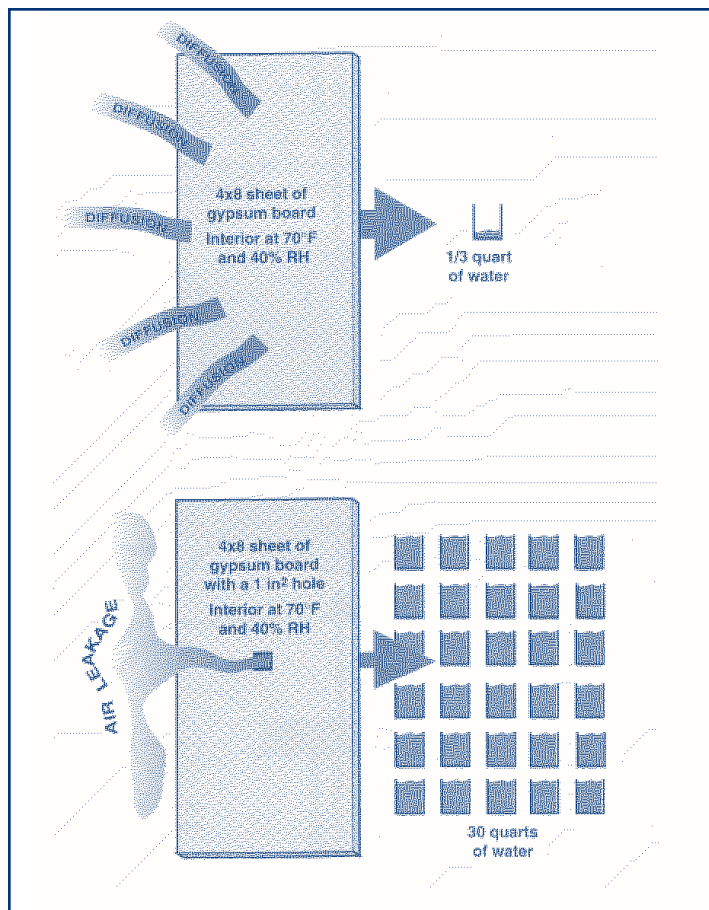 DIFFUSION
DIFFUSION
DIFFUSION
DIFFUSION
DIFFUSION
4x8 sheet of
gypsum board
Interior at 70°F
and 40% RH
1/3 quart
of water
AIR LEAKAGE
4x8 sheet of
gypsum board
with a 1 in² hole
Interior at 70°F
and 40% RH
30 quarts
of water